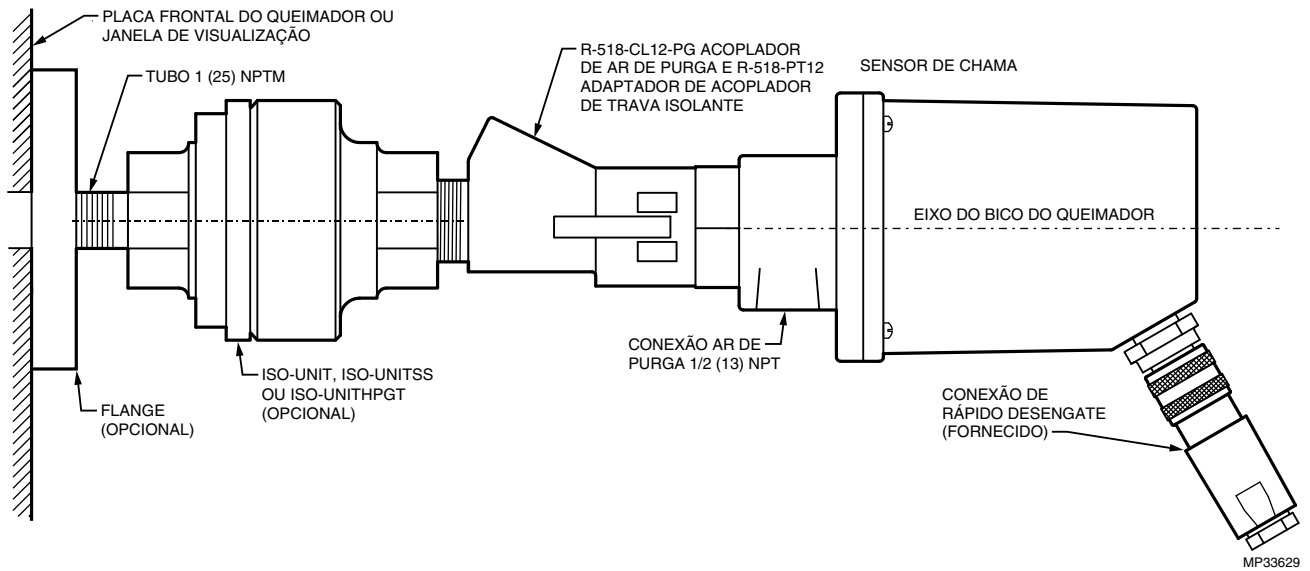 PLACA FRONTAL DO QUEIMADOR OU
JANELA DE VISUALIZAÇÃO
TUBO 1 (25) NPTM
R-518-CL12-PG ACOPLADOR
DE AR DE PURGA E R-518-PT12
ADAPTADOR DE ACOPLADOR
DE TRAVA ISOLANTE
SENSOR DE CHAMA
EIXO DO BICO DO QUEIMADOR
CONEXÃO AR DE
PURGA 1/2 (13) NPT
ISO-UNIT, ISO-UNITSS
OU ISO-UNITHPGT
(OPCIONAL)
FLANGE
(OPCIONAL)
CONEXÃO DE
RÁPIDO DESENGATE
(FORNECIDO)
MP33629